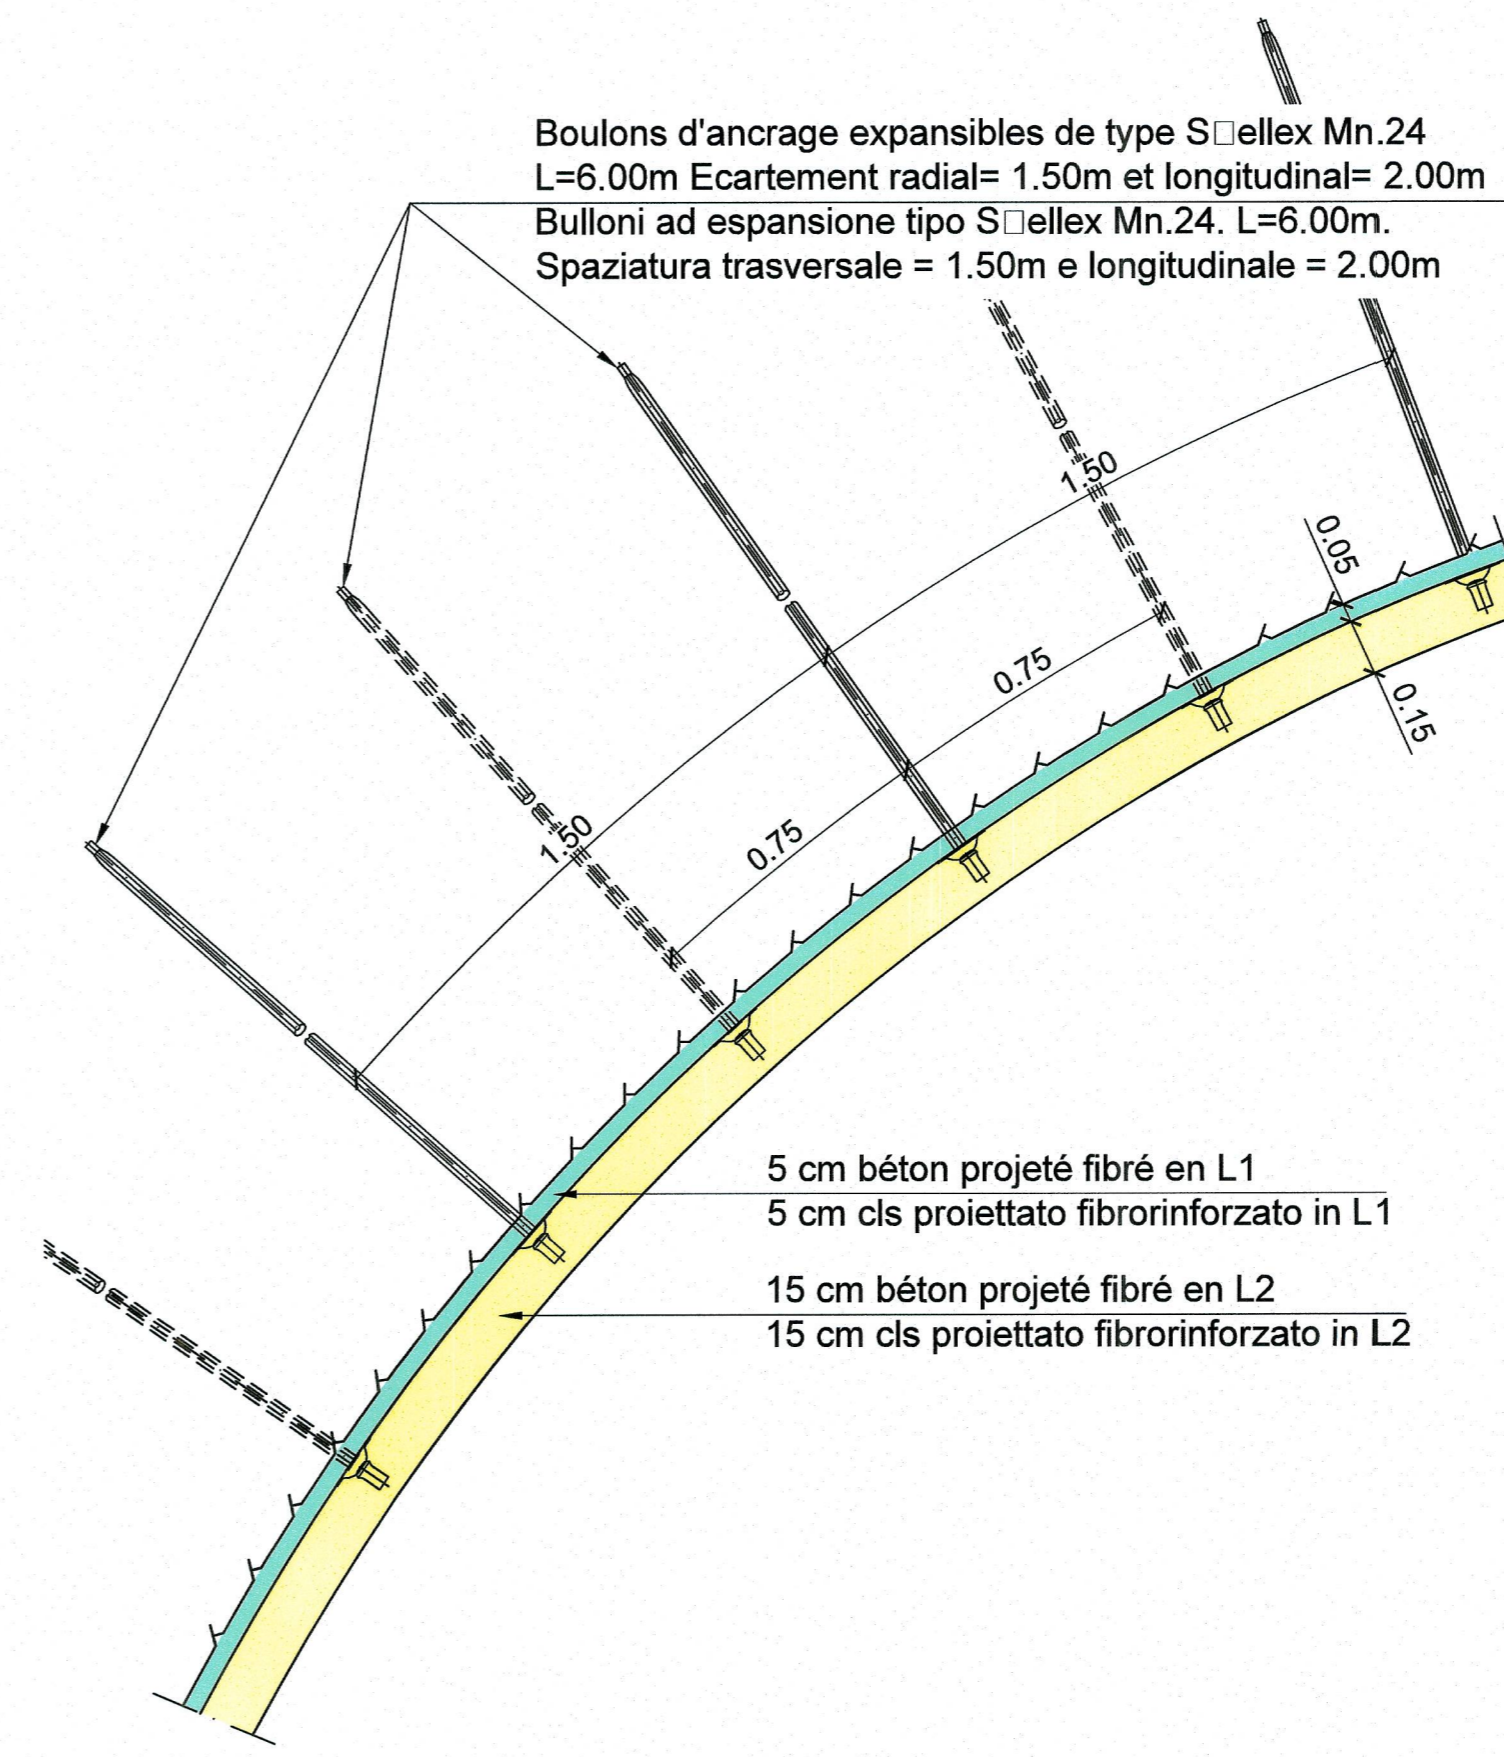 Boulons d'ancrage expansibles de type S□ellex Mn.24
L=6.00m Ecartement radial= 1.50m et longitudinal= 2.00m
Bulloni ad espansione tipo S□ellex Mn.24. L=6.00m.
Spaziatura trasversale = 1.50m e longitudinale = 2.00m
1.50
0.05
0.75
0.15
1.50
0.75
5 cm béton projeté fibré en L1
5 cm cls proiettato fibrorinforzato in L1
15 cm béton projeté fibré en L2
15 cm cls proiettato fibrorinforzato in L2